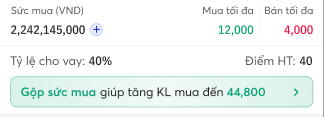 Sức mua (VND) Mua tối đa Bán tối đa
2,242,145,000 + 12,000 4,000
Tỷ lệ cho vay: 40% Điểm HT: 40
Gộp sức mua giúp tăng KL mua đến 44,800 >